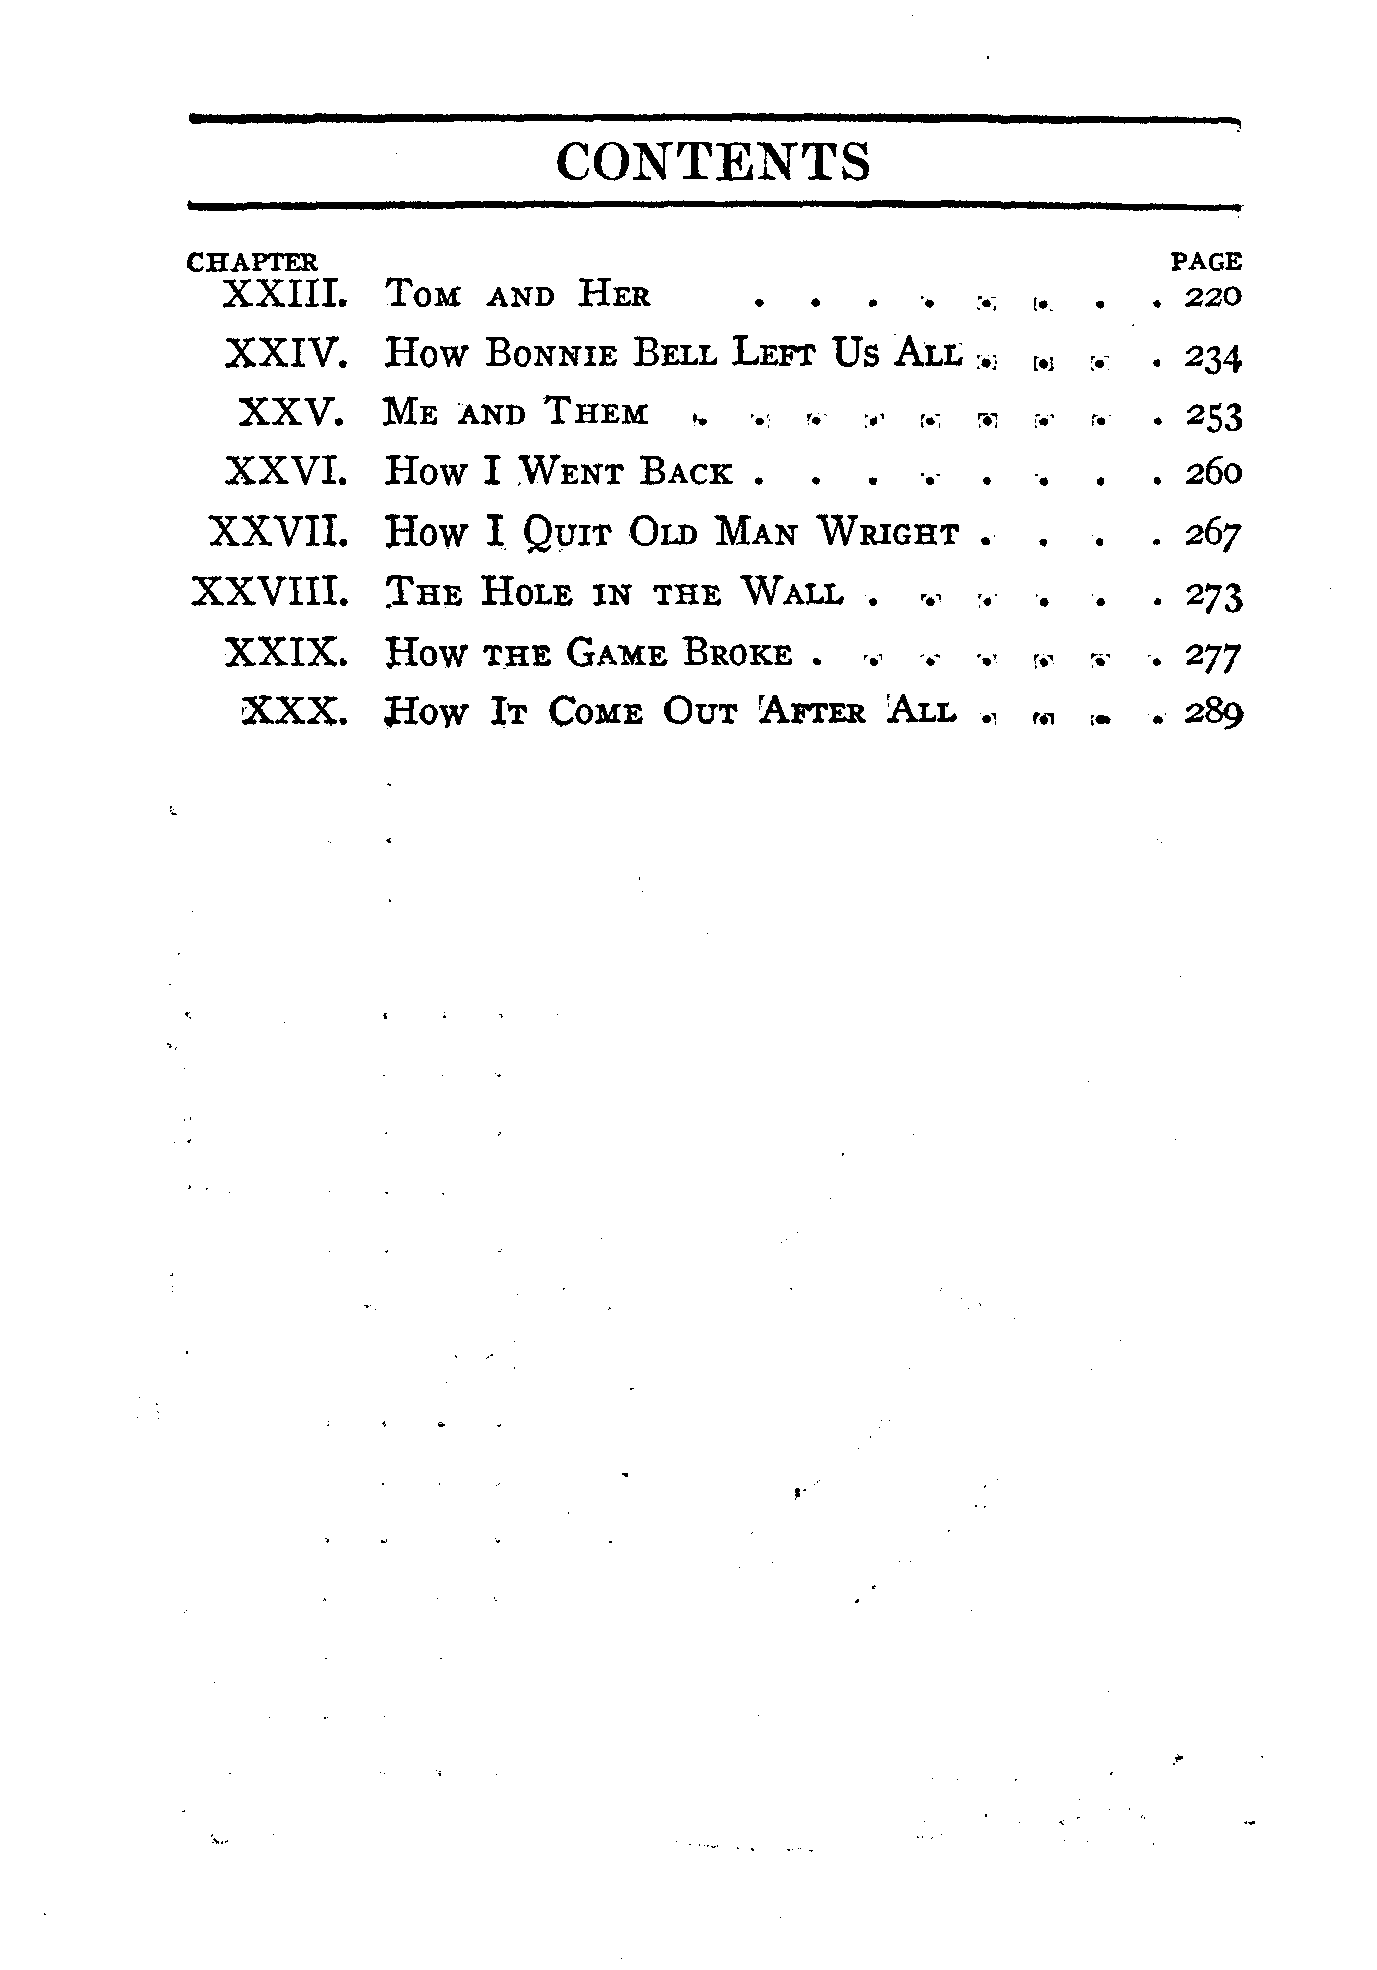 CONTENTS
CHAPTER PAGE
XXIII. Tom and Her . . . . . . . . 220
XXIV. How Bonnie Bell Left Us All . . . . 234
XXV. Me and Them . . . . . . . . . 253
XXVI. How I Went Back . . . . . . . . 260
XXVII. How I Quit Old Man Wright . . . . 267
XXVIII. The Hole in the Wall . . . . . . 273
XXIX. How the Game Broke . . . . . . . 277
XXX. How It Come Out After All . . . . 289